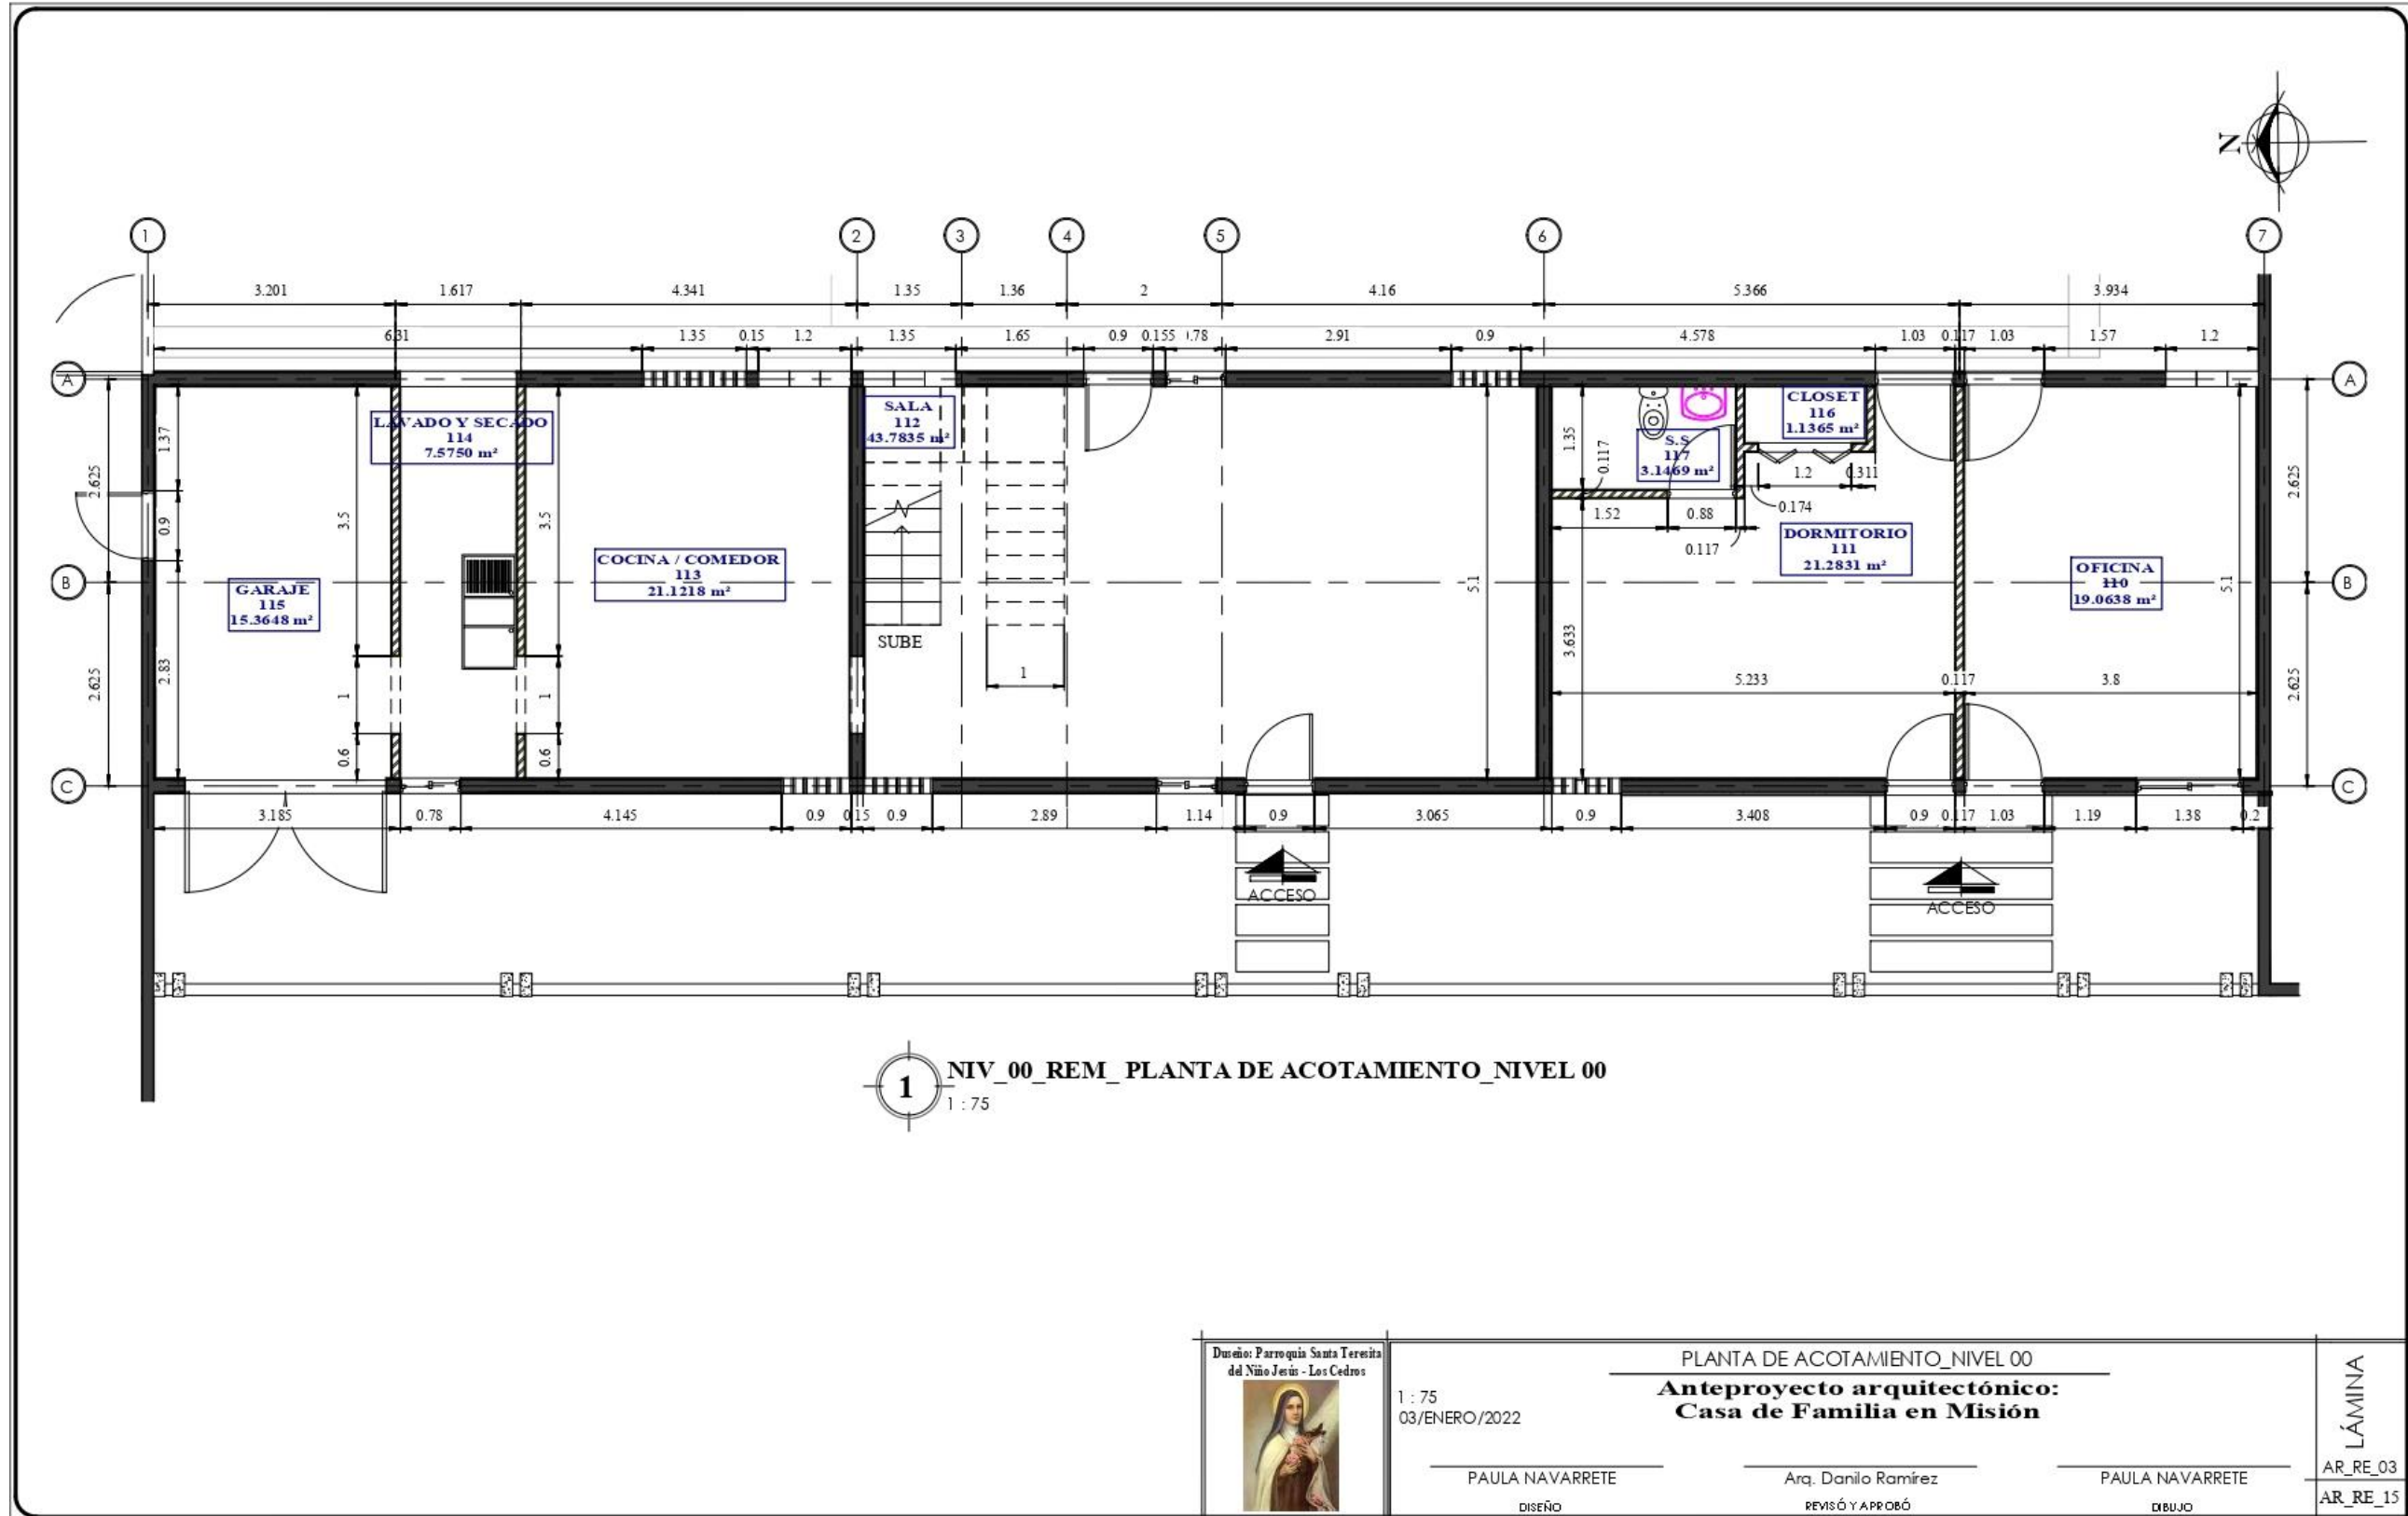 N
1
2
3
4
5
6
7
3.201
1.617
4.341
1.35
1.36
2
4.16
5.366
3.934
6.31
1.35
0.15
1.2
1.35
1.65
0.9
0.155
2.91
0.9
4.578
1.03
0.117
1.03
1.57
1.2
A
A
B
B
C
C
2.625
2.625
2.625
2.625
1.37
0.9
2.83
3.5
1
0.6
3.5
1
0.6
LAVADO Y SECADO
114
7.5750 m²
GARAJE
115
15.3648 m²
COCINA / COMEDOR
113
21.1218 m²
SALA
112
43.7835 m²
SUBE
1
5.1
1.35
0.117
3.633
S.S
117
3.1469 m²
CLOSET
116
1.1365 m²
1.2
0.311
0.174
1.52
0.88
0.117
DORMITORIO
111
21.2831 m²
OFICINA
110
19.0638 m²
5.1
5.233
0.117
3.8
3.185
0.78
4.145
0.9
0.15
0.9
2.89
1.14
0.9
3.065
0.9
3.408
0.9
0.117
1.03
1.19
1.38
0.2
ACCESO
ACCESO
1
NIV_00_REM_ PLANTA DE ACOTAMIENTO_NIVEL 00
1 : 75
Dueño: Parroquia Santa Teresita
del Niño Jesús - Los Cedros
PLANTA DE ACOTAMIENTO_NIVEL 00
1 : 75
03/ENERO/2022
Anteproyecto arquitectónico:
Casa de Familia en Misión
PAULA NAVARRETE
DISEÑO
Arq. Danilo Ramírez
REVISÓ Y APROBÓ
PAULA NAVARRETE
DIBUJO
LÁMINA
AR_RE_03
AR_RE_15